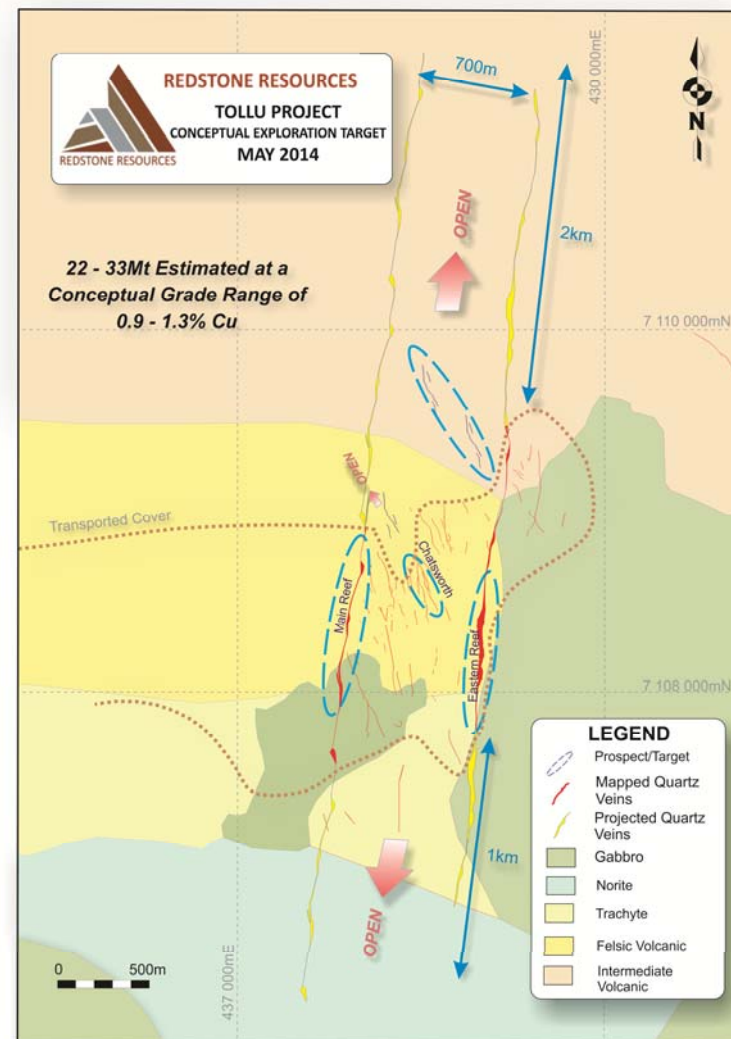 REDSTONE RESOURCES
TOLLU PROJECT
CONCEPTUAL EXPLORATION TARGET
MAY 2014
REDSTONE RESOURCES
700m
430 000mE
N
OPEN
2km
22 - 33Mt Estimated at a
Conceptual Grade Range of
0.9 - 1.3% Cu
7 110 000mN
OPEN
Transported Cover
Chatsworth
Main Reef
Eastern Reef
7 108 000mN
LEGEND
Prospect/Target
Mapped Quartz
Veins
Projected Quartz
Veins
Gabbro
Norite
Trachyte
Felsic Volcanic
Intermediate
Volcanic
1km
OPEN
0 500m
437 000mE